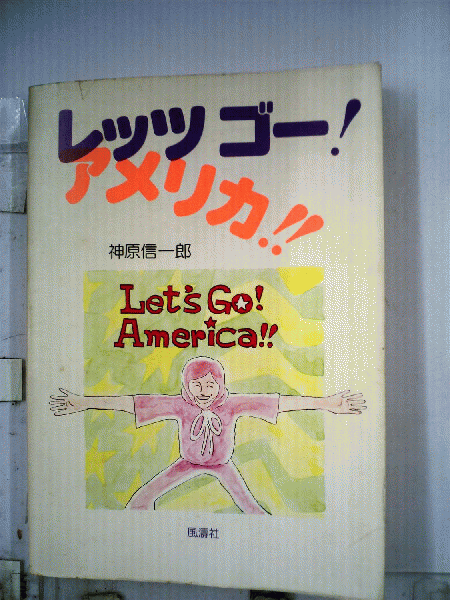 レッツ ゴー!
アメリカ!!
神原信一郎
Let's Go!
America!!
風濤社